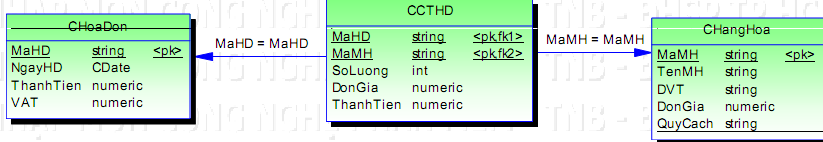 CHoaDon
MaHD string <pk>
NgayHD CDate
ThanhTien numeric
VAT numeric
MaHD = MaHD
CCTHD
MaHD string <pk,fk1>
MaMH string <pk,fk2>
SoLuong int
DonGia numeric
ThanhTien numeric
MaMH = MaMH
CHangHoa
MaMH string <pk>
TenMH string
DVT string
DonGia numeric
QuyCach string